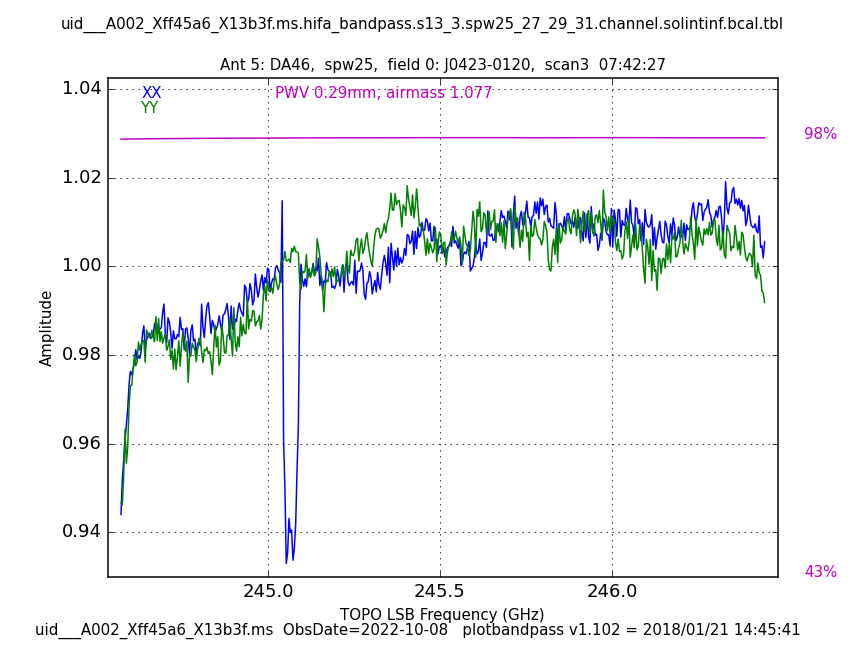 uid___A002_Xff45a6_X13b3f.ms.hifa_bandpass.s13_3.spw25_27_29_31.channel.solintinf.bcal.tbl
Ant 5: DA46,  spw25,  field 0: J0423-0120,  scan3  07:42:27
1.04
XX
PWV 0.29mm, airmass 1.077
YY
98%
1.02
1.00
Amplitude
0.98
0.96
0.94
43%
245.0
245.5
246.0
TOPO LSB Frequency (GHz)
uid___A002_Xff45a6_X13b3f.ms  ObsDate=2022-10-08   plotbandpass v1.102 = 2018/01/21 14:45:41